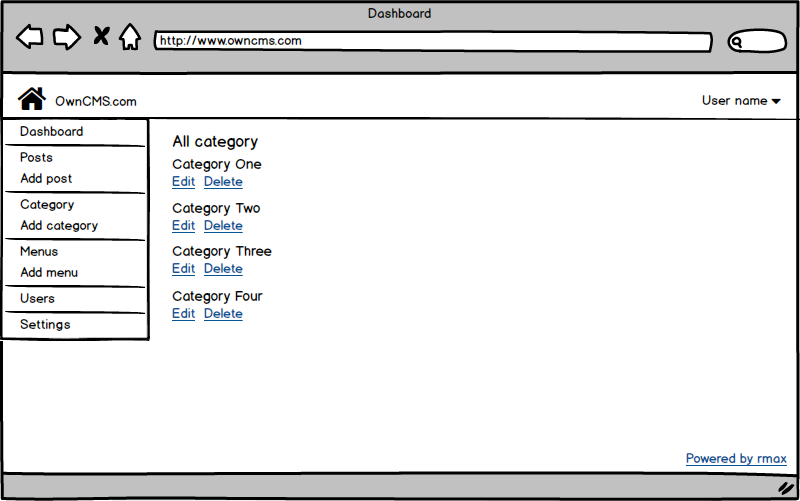 Dashboard
http://www.owncms.com
OwnCMS.com
User name
Dashboard
Posts
Add post
Category
Add category
Menus
Add menu
Users
Settings
All category
Category One
Edit Delete
Category Two
Edit Delete
Category Three
Edit Delete
Category Four
Edit Delete
Powered by rmax